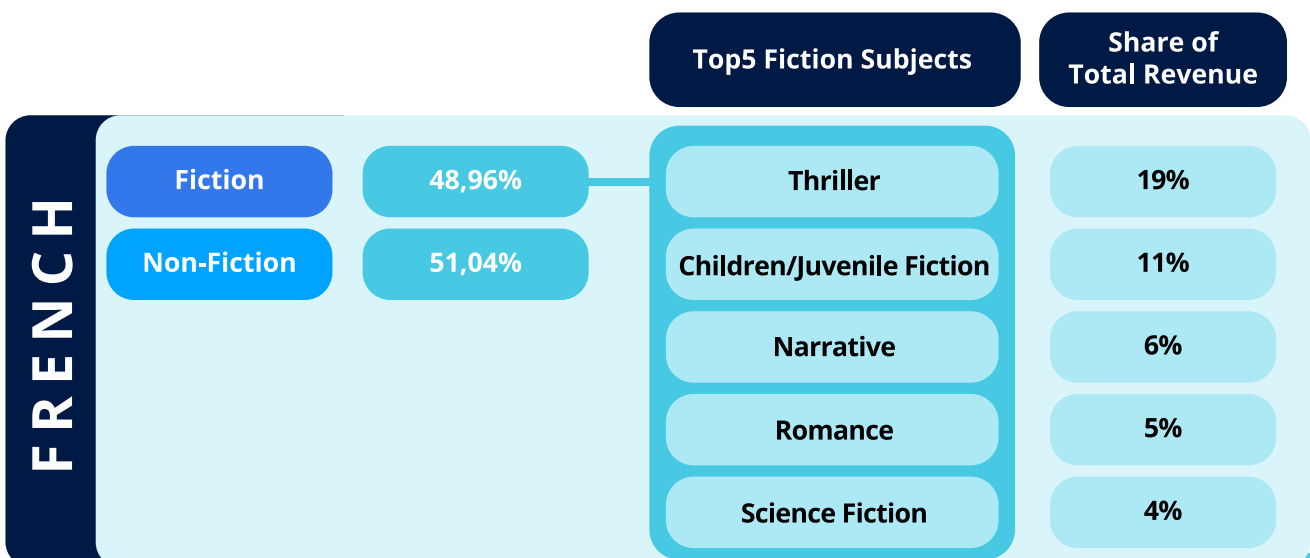 Top5 Fiction Subjects
Share of
Total Revenue
FRENCH
Fiction
48,96%
Thriller
19%
Non-Fiction
51,04%
Children/Juvenile Fiction
11%
Narrative
6%
Romance
5%
Science Fiction
4%